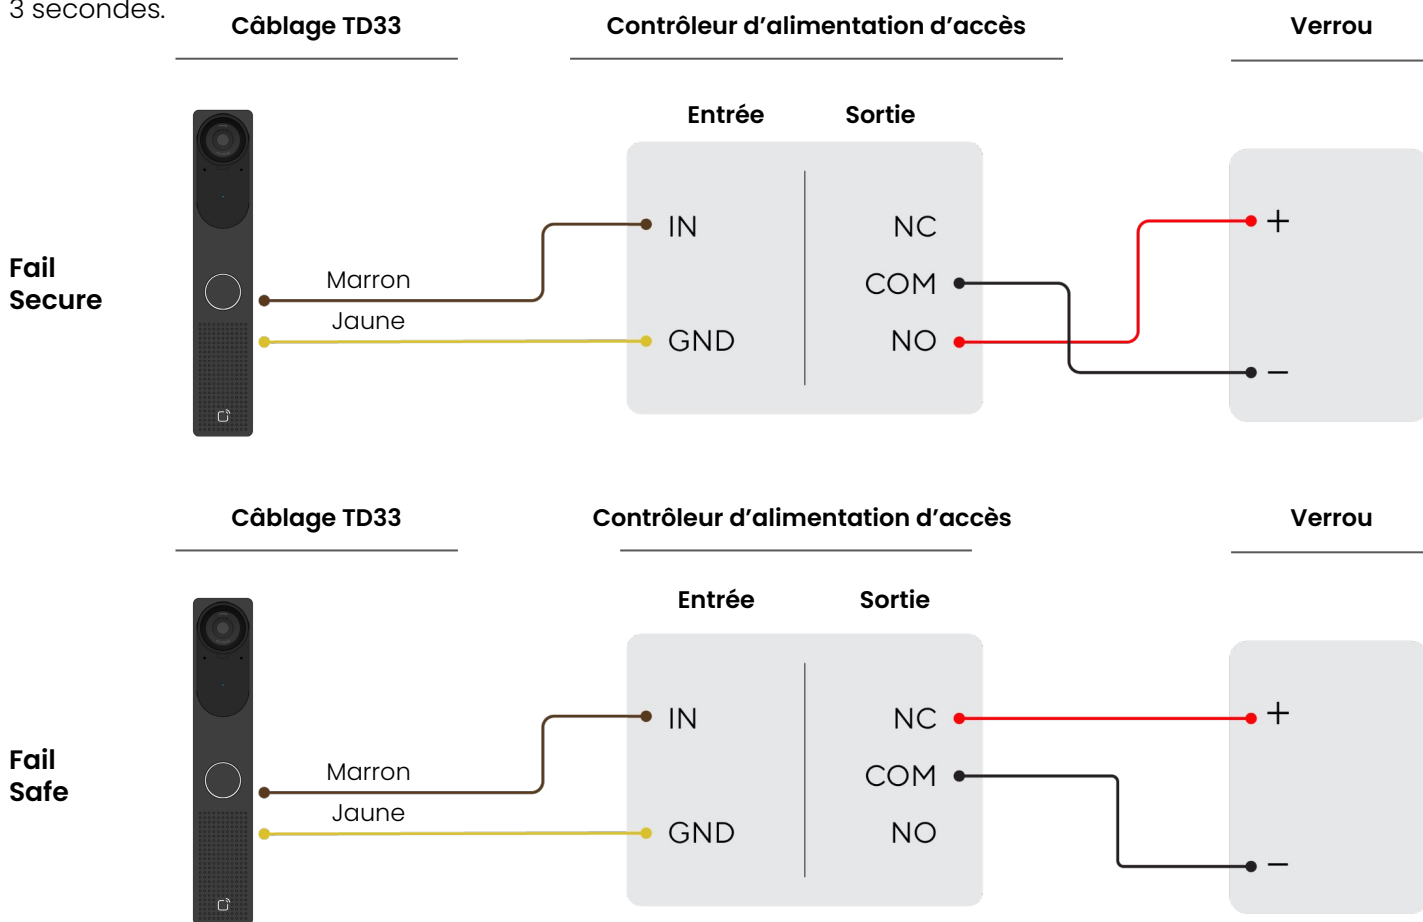 3 secondes.
Câblage TD33
Contrôleur d’alimentation d’accès
Verrou
Entrée
Sortie
Fail
Secure
Marron
Jaune
IN
GND
NC
COM
NO
+
−
Câblage TD33
Contrôleur d’alimentation d’accès
Verrou
Entrée
Sortie
Fail
Safe
Marron
Jaune
IN
GND
NC
COM
NO
+
−